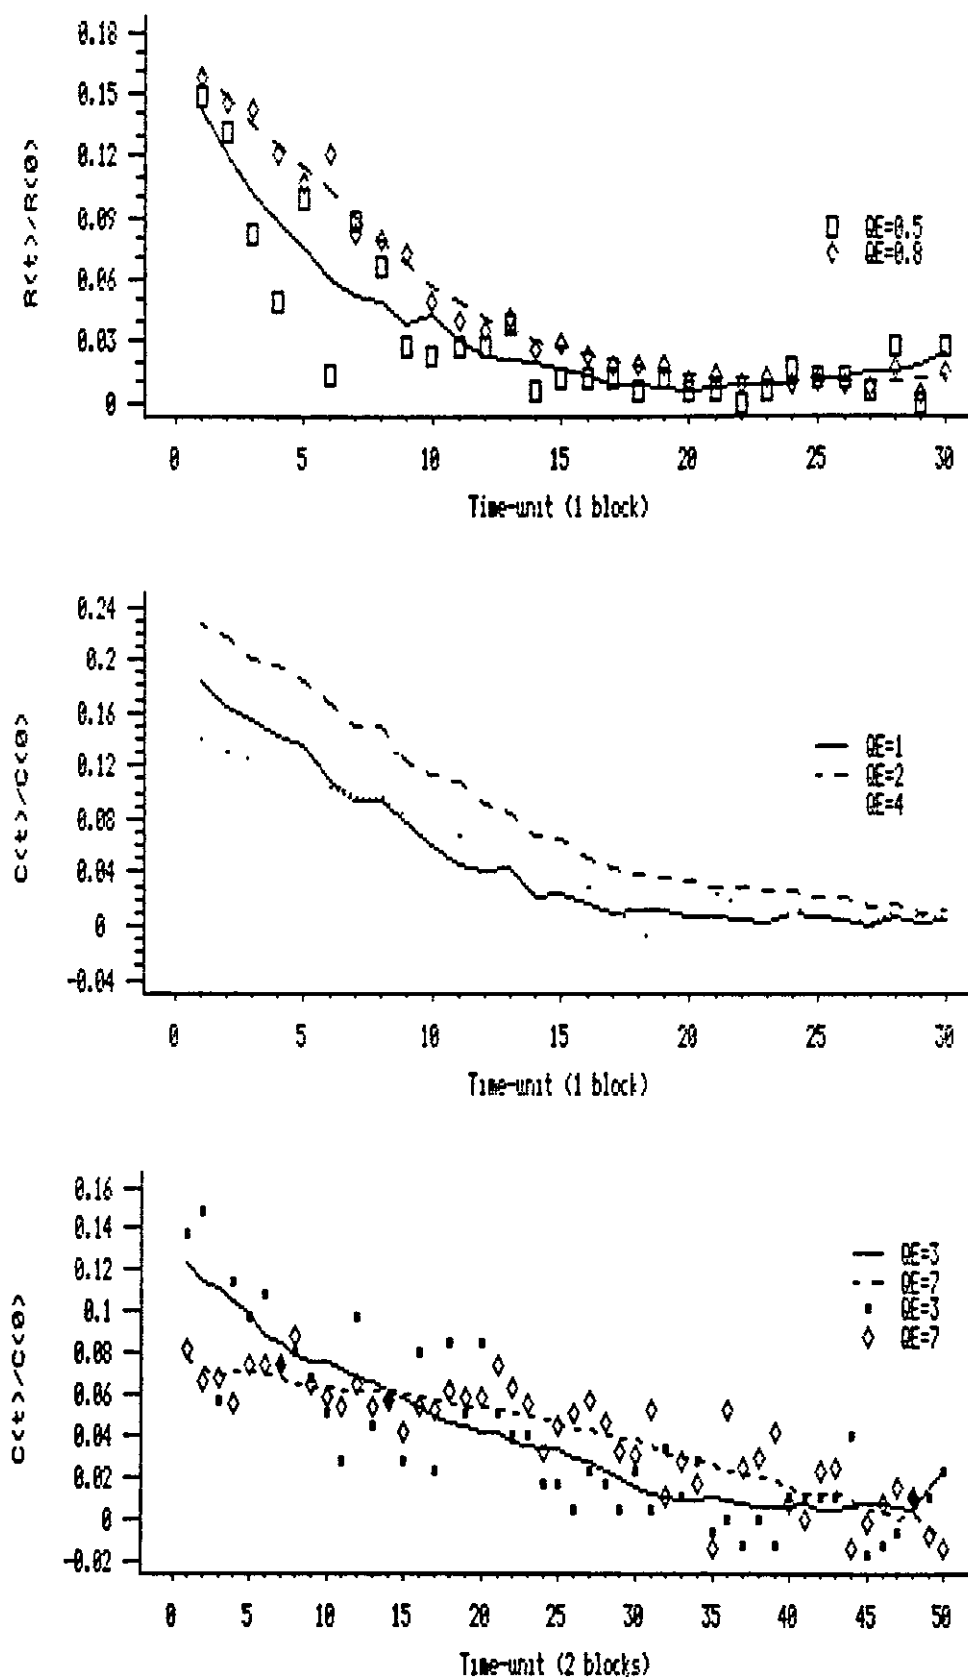 0.18
0.15
0.12
0.09
0.06
0.03
0
R(t)/R(0)
QE=0.5
QE=0.8
0 5 10 15 20 25 30
Time-unit (1 block)
0.24
0.2
0.16
0.12
0.08
0.04
0
-0.04
C(t)/C(0)
QE=1
QE=2
QE=4
0 5 10 15 20 25 30
Time-unit (1 block)
0.16
0.14
0.12
0.1
0.08
0.06
0.04
0.02
0
-0.02
C(t)/C(0)
QE=3
QE=7
QE=3
QE=7
0 5 10 15 20 25 30 35 40 45 50
Time-unit (2 blocks)